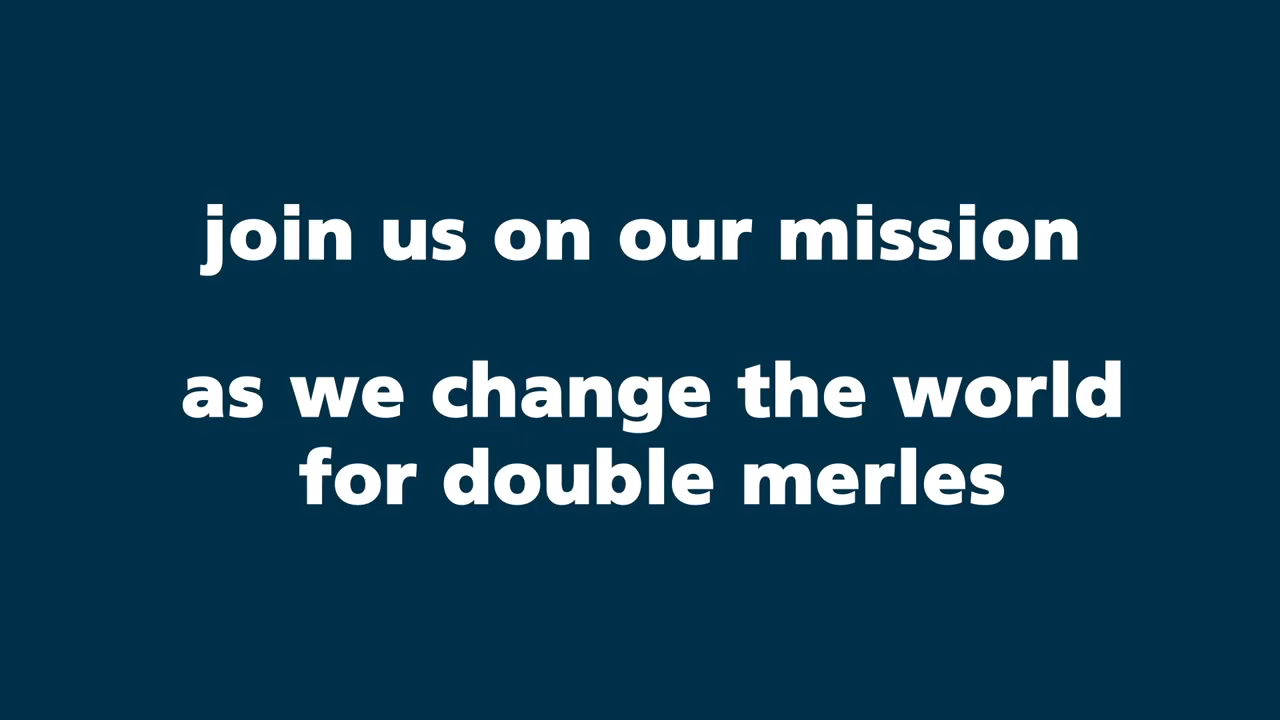 join us on our mission
as we change the world
for double merles